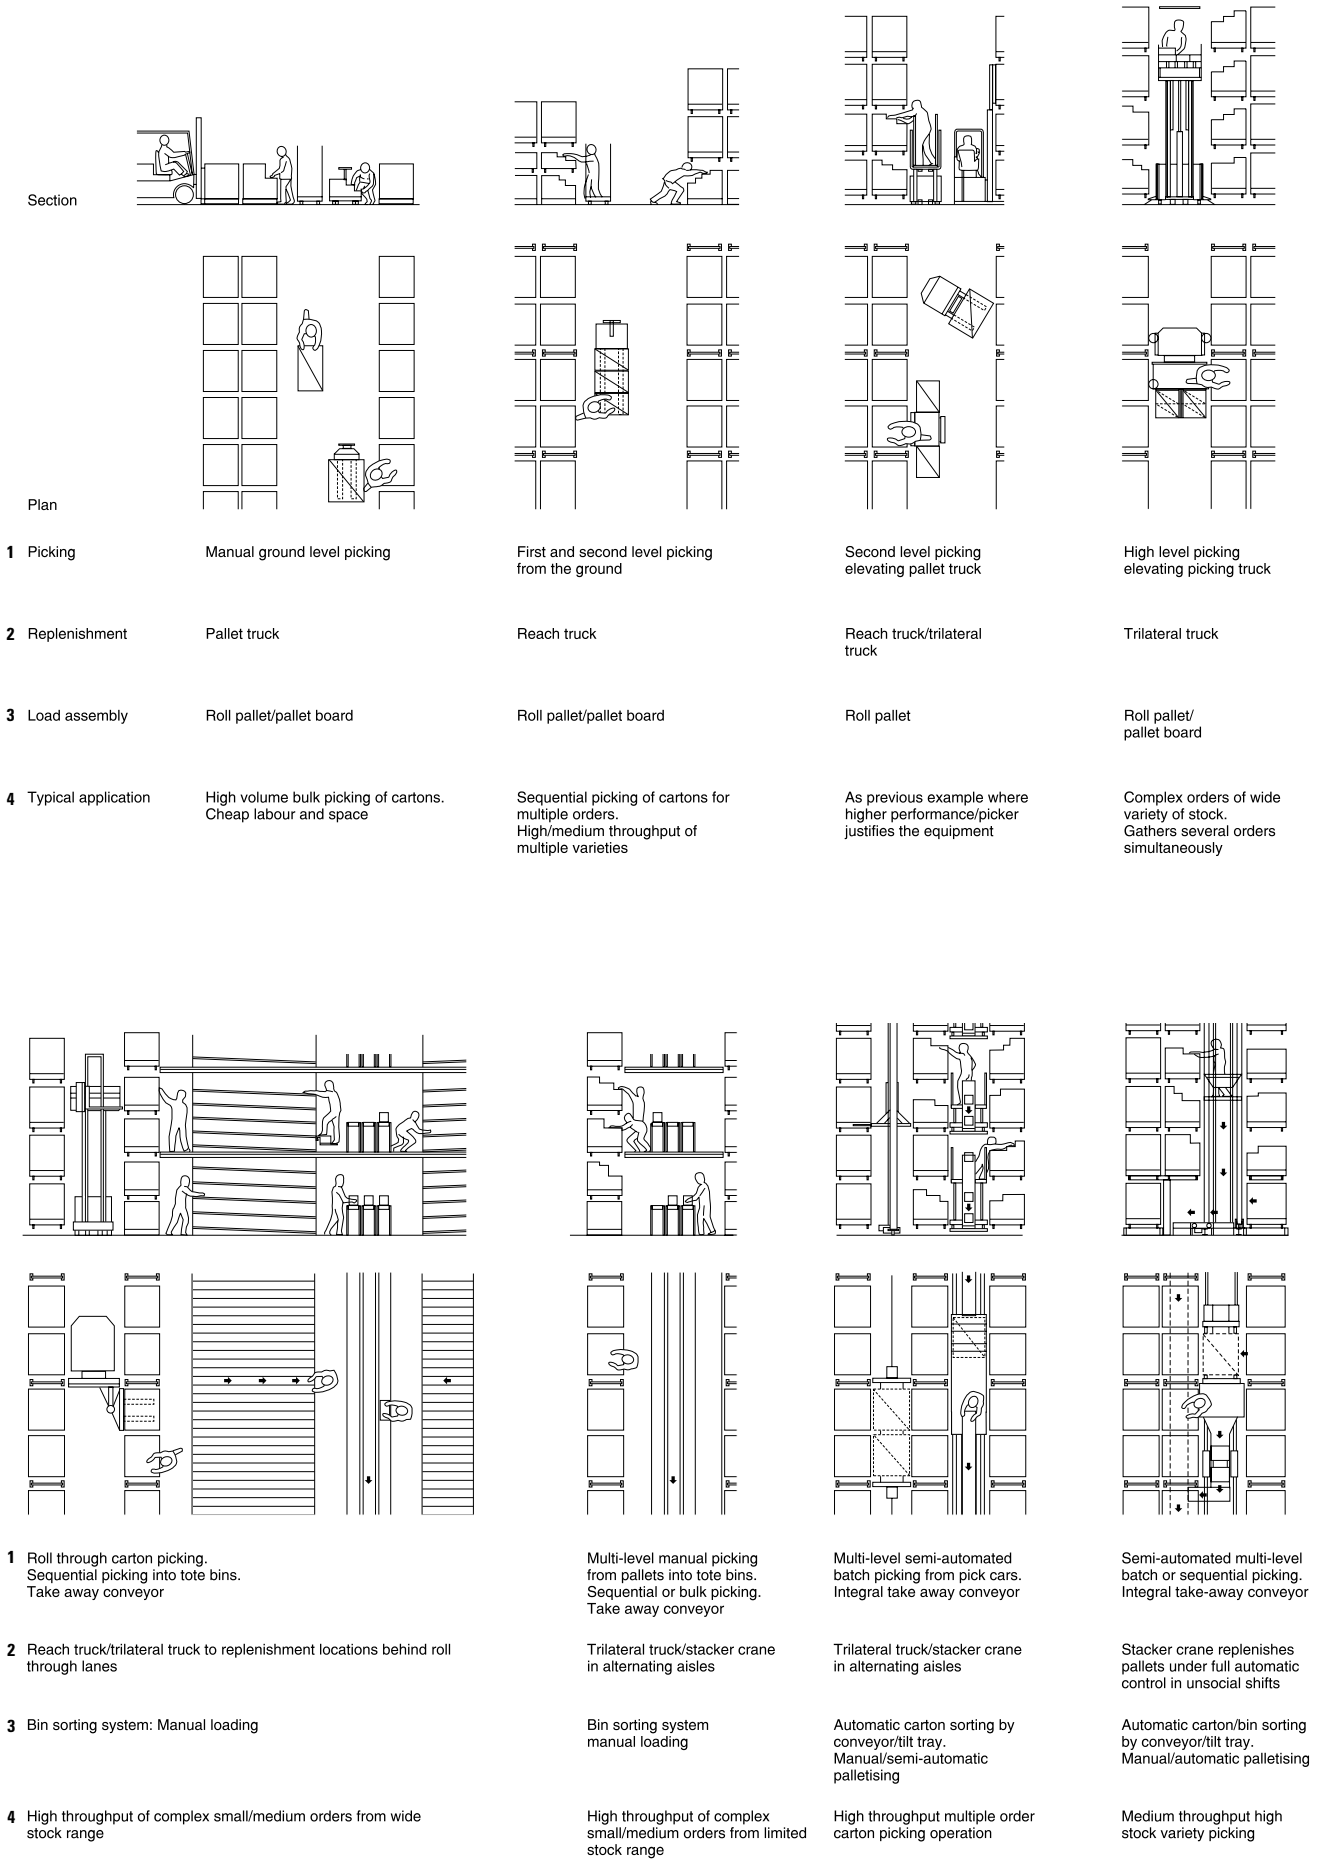 Section
Plan
1 Picking
Manual ground level picking
First and second level picking
from the ground
Second level picking
elevating pallet truck
High level picking
elevating picking truck
2 Replenishment
Pallet truck
Reach truck
Reach truck/trilateral
truck
Trilateral truck
3 Load assembly
Roll pallet/pallet board
Roll pallet/pallet board
Roll pallet
Roll pallet/
pallet board
4 Typical application
High volume bulk picking of cartons.
Cheap labour and space
Sequential picking of cartons for
multiple orders.
High/medium throughput of
multiple varieties
As previous example where
higher performance/picker
justifies the equipment
Complex orders of wide
variety of stock.
Gathers several orders
simultaneously
1 Roll through carton picking.
Sequential picking into tote bins.
Take away conveyor
Multi-level manual picking
from pallets into tote bins.
Sequential or bulk picking.
Take away conveyor
Multi-level semi-automated
batch picking from pick cars.
Integral take away conveyor
Semi-automated multi-level
batch or sequential picking.
Integral take-away conveyor
2 Reach truck/trilateral truck to replenishment locations behind roll
through lanes
Trilateral truck/stacker crane
in alternating aisles
Trilateral truck/stacker crane
in alternating aisles
Stacker crane replenishes
pallets under full automatic
control in unsocial shifts
3 Bin sorting system: Manual loading
Bin sorting system
manual loading
Automatic carton sorting by
conveyor/tilt tray.
Manual/semi-automatic
palletising
Automatic carton/bin sorting
by conveyor/tilt tray.
Manual/automatic palletising
4 High throughput of complex small/medium orders from wide
stock range
High throughput of complex
small/medium orders from limited
stock range
High throughput multiple order
carton picking operation
Medium throughput high
stock variety picking